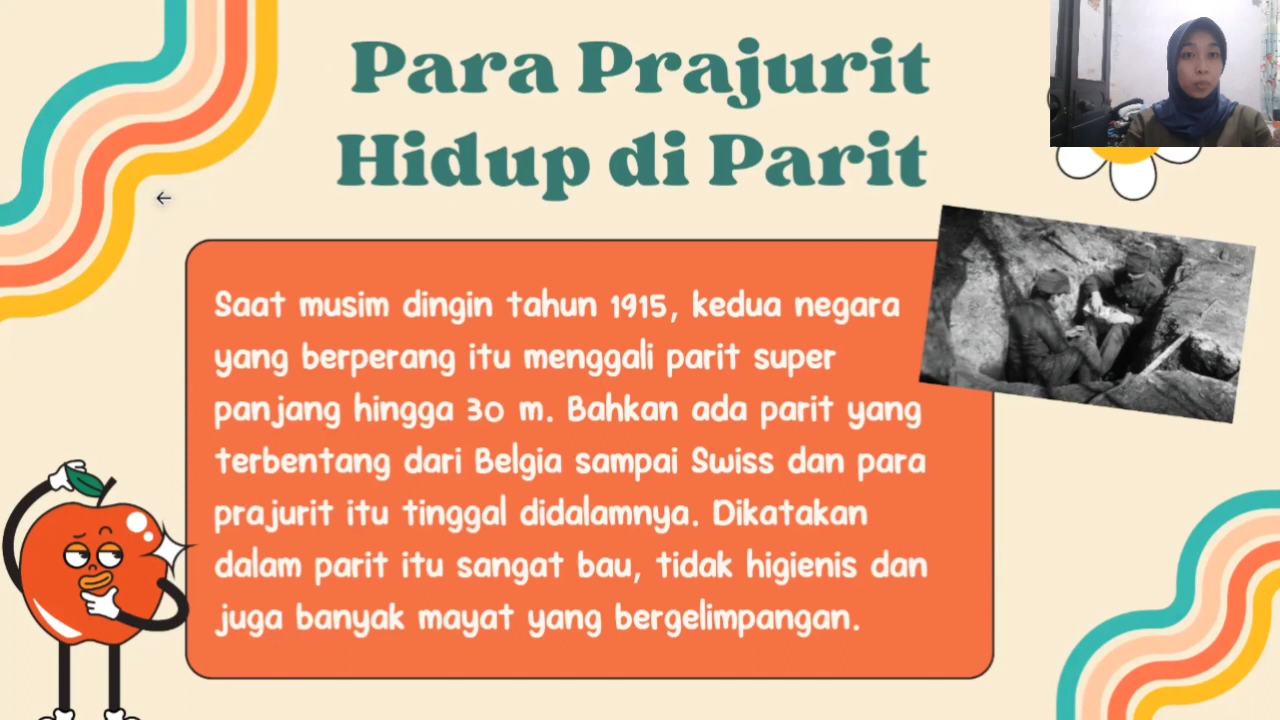 Para Prajurit
Hidup di Parit
Saat musim dingin tahun 1915, kedua negara
yang berperang itu menggali parit super
panjang hingga 30 m. Bahkan ada parit yang
terbentang dari Belgia sampai Swiss dan para
prajurit itu tinggal didalamnya. Dikatakan
dalam parit itu sangat bau, tidak higienis dan
juga banyak mayat yang bergelimpangan.